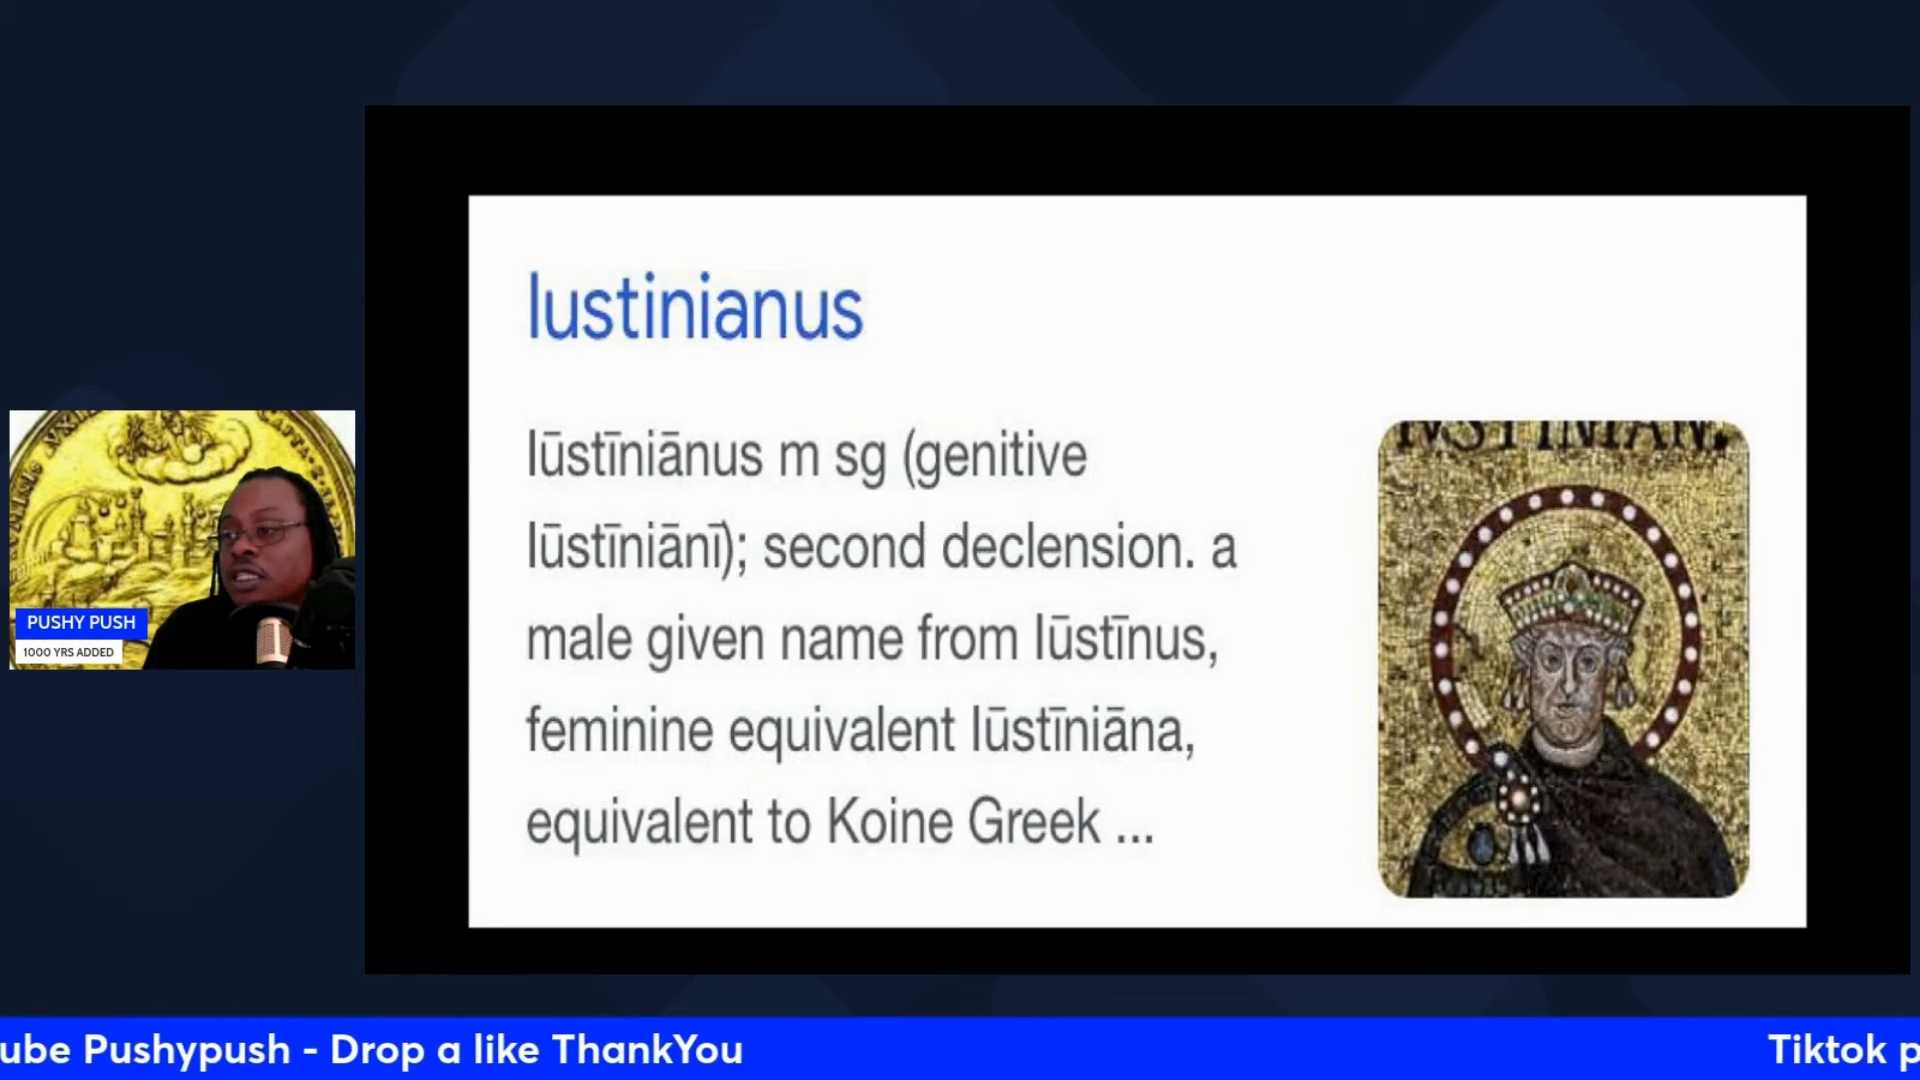 Iustinianus
Iūstīniānus m sg (genitive
Iūstīniānī); second declension. a
male given name from Iūstīnus,
feminine equivalent Iūstīniāna,
equivalent to Koine Greek ...
IVSTINIAN
PUSHY PUSH
1000 YRS ADDED
ube Pushypush - Drop a like ThankYou
Tiktok p